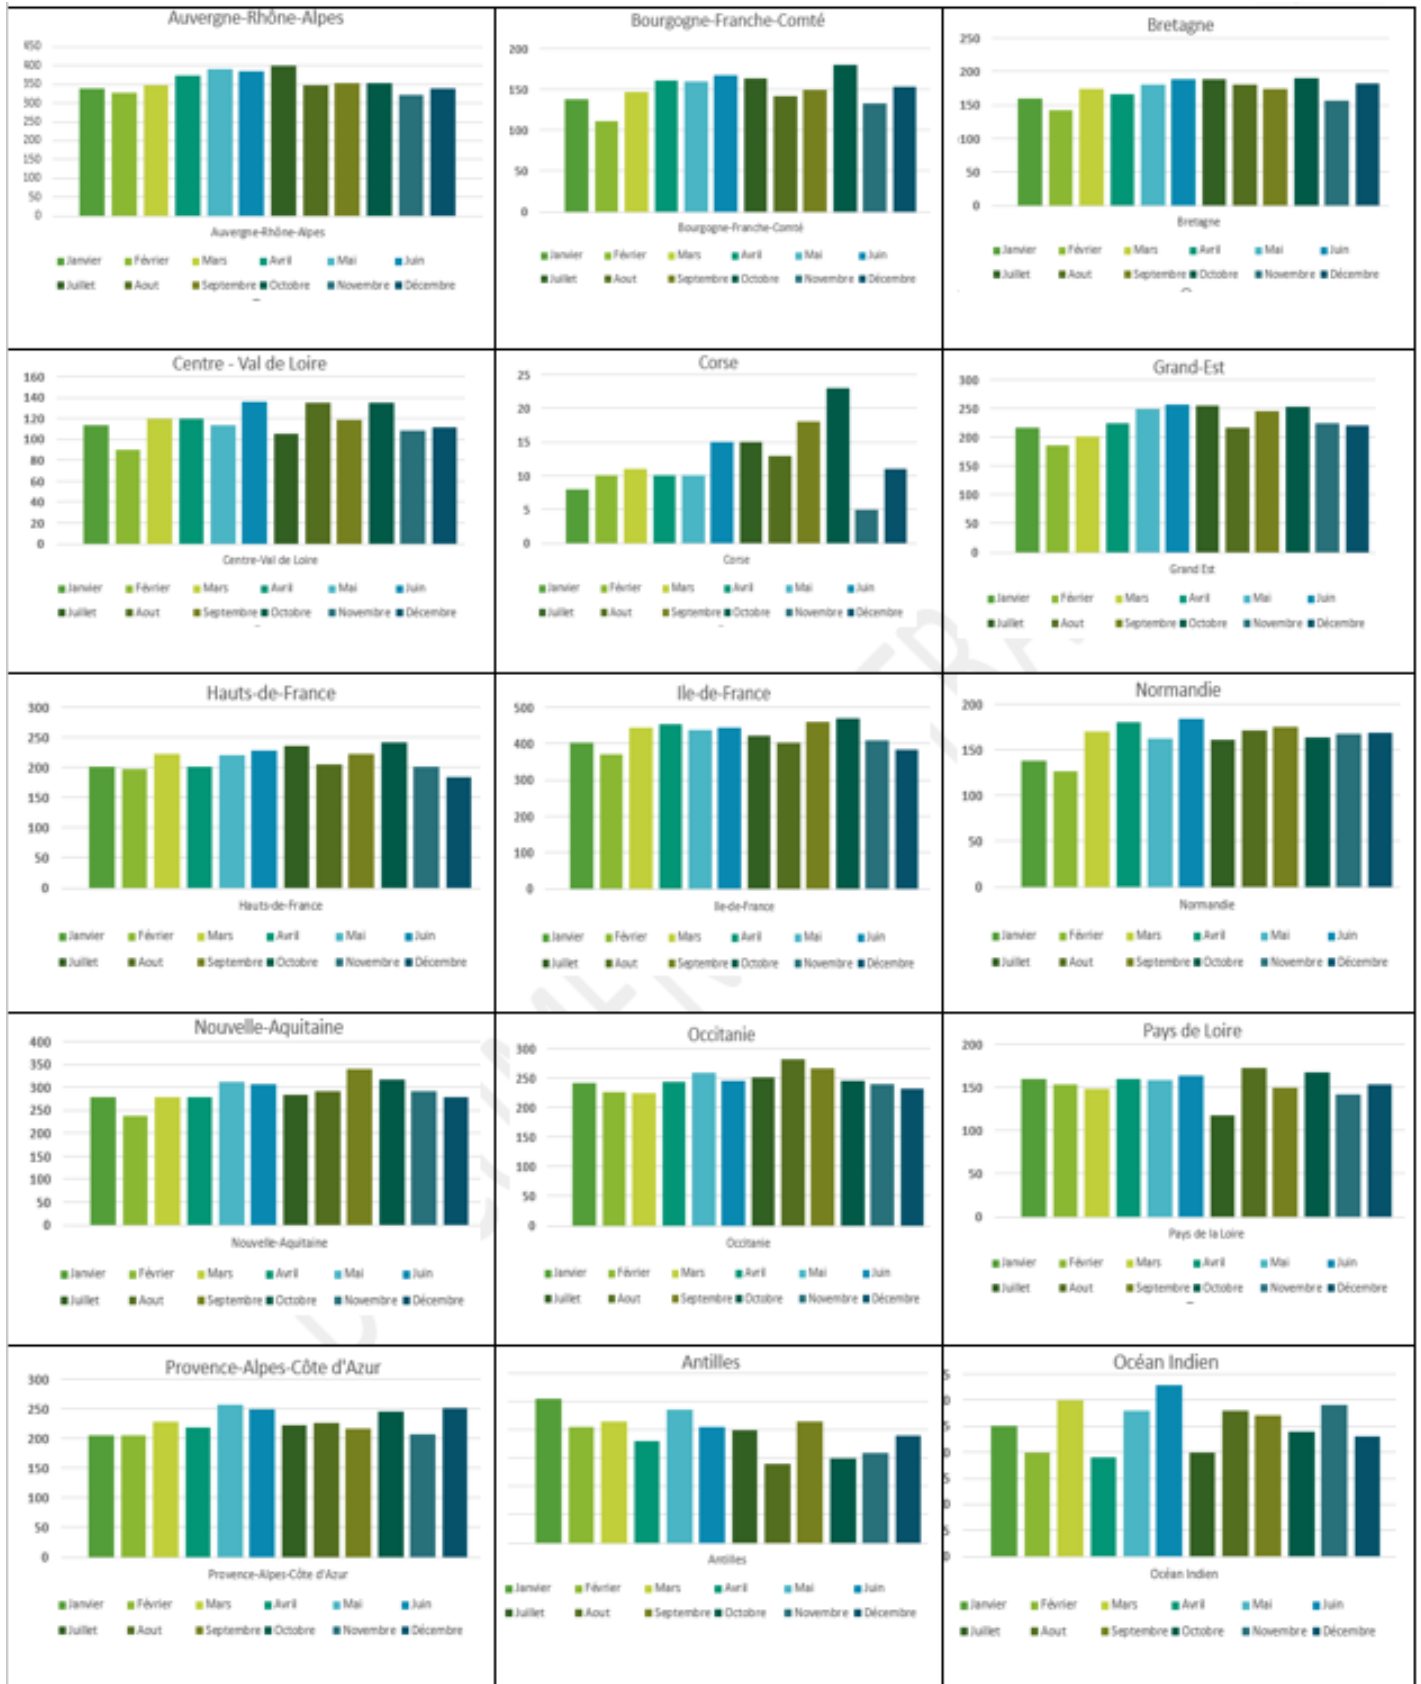 Auvergne-Rhône-Alpes
450
400
350
300
250
200
150
100
50
0
Auvergne-Rhône-Alpes
Janvier Février Mars Avril Mai Juin
Juillet Aout Septembre Octobre Novembre Décembre
Bourgogne-Franche-Comté
200
150
100
50
0
Bourgogne-Franche-Comté
Janvier Février Mars Avril Mai Juin
Juillet Aout Septembre Octobre Novembre Décembre
Bretagne
250
200
150
100
50
0
Bretagne
Janvier Février Mars Avril Mai Juin
Juillet Aout Septembre Octobre Novembre Décembre
Centre - Val de Loire
160
140
120
100
80
60
40
20
0
Centre-Val de Loire
Janvier Février Mars Avril Mai Juin
Juillet Aout Septembre Octobre Novembre Décembre
Corse
25
20
15
10
5
0
Corse
Janvier Février Mars Avril Mai Juin
Juillet Aout Septembre Octobre Novembre Décembre
Grand-Est
300
250
200
150
100
50
0
Grand Est
Janvier Février Mars Avril Mai Juin
Juillet Aout Septembre Octobre Novembre Décembre
Hauts-de-France
300
250
200
150
100
50
0
Hauts-de-France
Janvier Février Mars Avril Mai Juin
Juillet Aout Septembre Octobre Novembre Décembre
Ile-de-France
500
400
300
200
100
0
Ile-de-France
Janvier Février Mars Avril Mai Juin
Juillet Aout Septembre Octobre Novembre Décembre
Normandie
200
150
100
50
0
Normandie
Janvier Février Mars Avril Mai Juin
Juillet Aout Septembre Octobre Novembre Décembre
Nouvelle-Aquitaine
400
350
300
250
200
150
100
50
0
Nouvelle-Aquitaine
Janvier Février Mars Avril Mai Juin
Juillet Aout Septembre Octobre Novembre Décembre
Occitanie
300
250
200
150
100
50
0
Occitanie
Janvier Février Mars Avril Mai Juin
Juillet Aout Septembre Octobre Novembre Décembre
Pays de Loire
200
150
100
50
0
Pays de la Loire
Janvier Février Mars Avril Mai Juin
Juillet Aout Septembre Octobre Novembre Décembre
Provence-Alpes-Côte d'Azur
300
250
200
150
100
50
0
Provence-Alpes-Côte d'Azur
Janvier Février Mars Avril Mai Juin
Juillet Aout Septembre Octobre Novembre Décembre
Antilles
Antilles
Janvier Février Mars Avril Mai Juin
Juillet Aout Septembre Octobre Novembre Décembre
Océan Indien
5
0
5
0
5
0
5
0
Océan Indien
Janvier Février Mars Avril Mai Juin
Juillet Aout Septembre Octobre Novembre Décembre